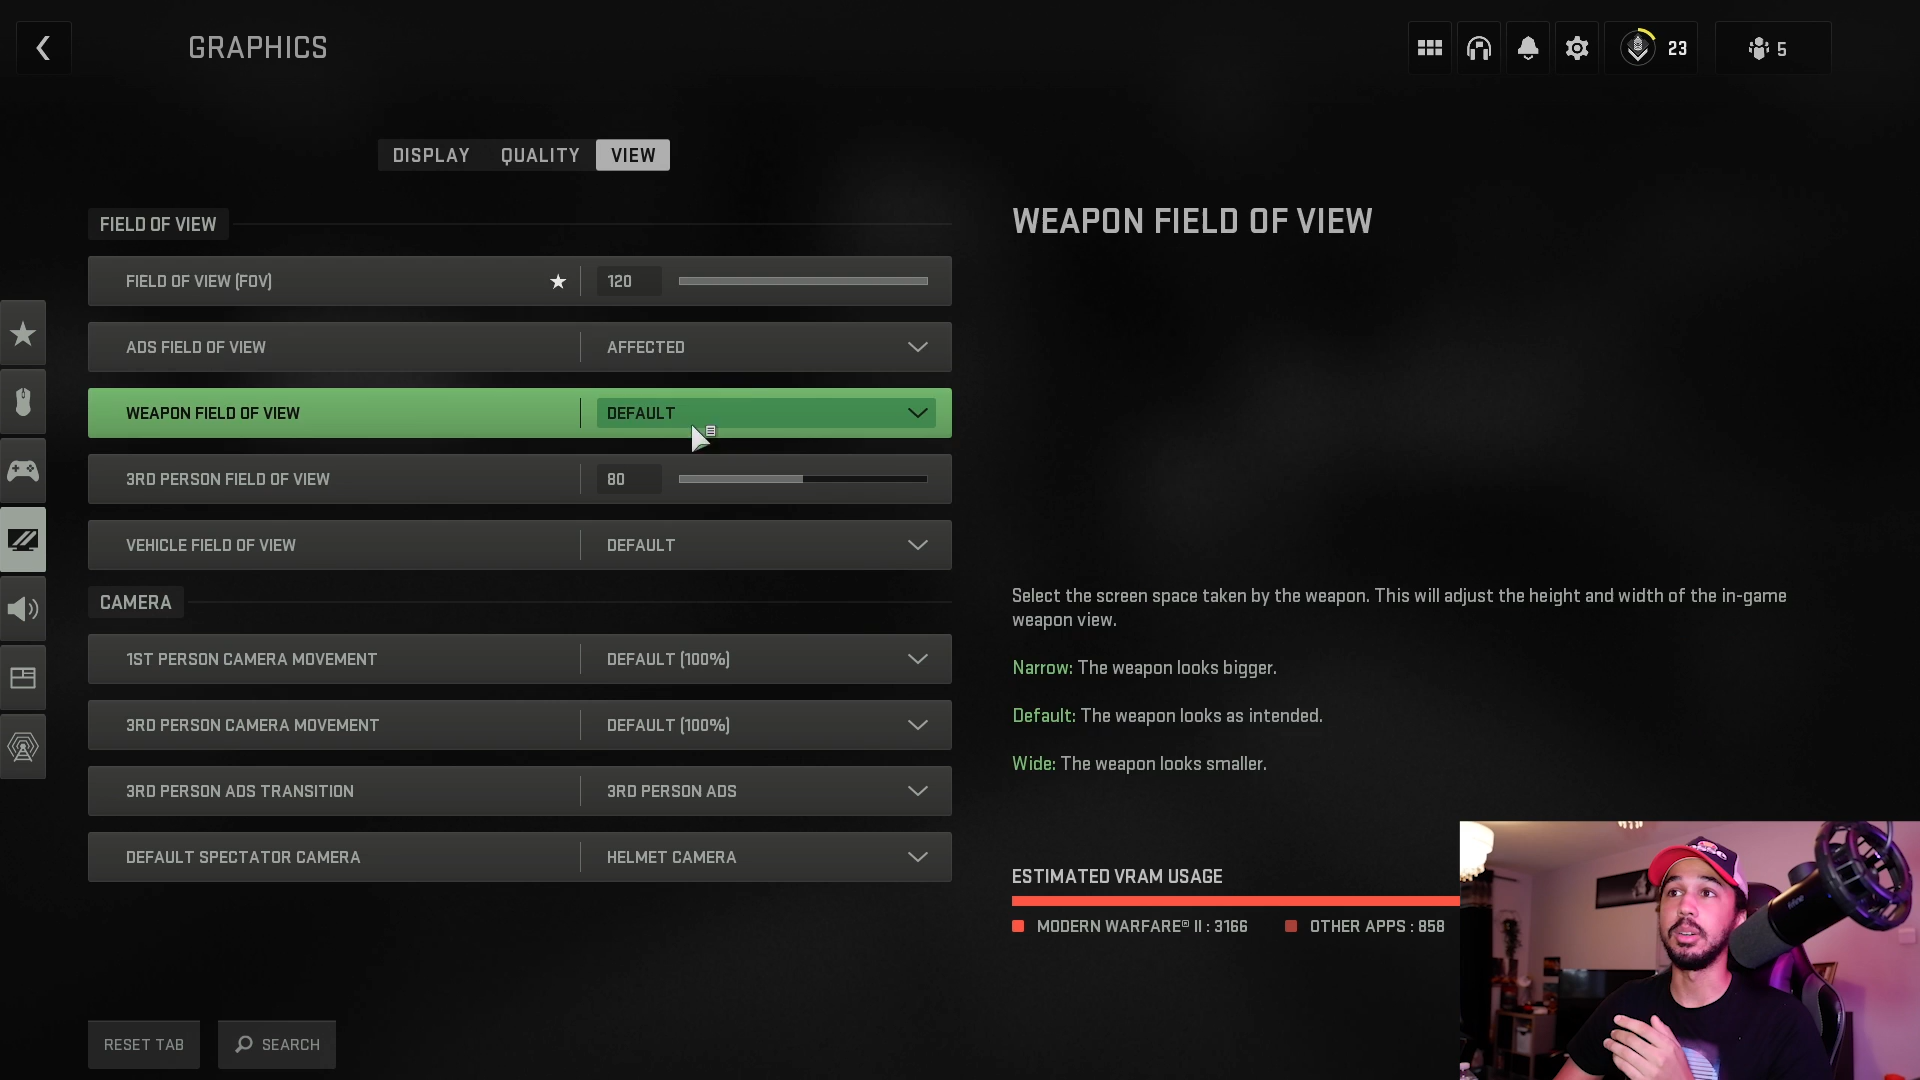 GRAPHICS
23
5
DISPLAY
QUALITY
VIEW
FIELD OF VIEW
FIELD OF VIEW (FOV)
120
ADS FIELD OF VIEW
AFFECTED
WEAPON FIELD OF VIEW
DEFAULT
3RD PERSON FIELD OF VIEW
80
VEHICLE FIELD OF VIEW
DEFAULT
CAMERA
1ST PERSON CAMERA MOVEMENT
DEFAULT (100%)
3RD PERSON CAMERA MOVEMENT
DEFAULT (100%)
3RD PERSON ADS TRANSITION
3RD PERSON ADS
DEFAULT SPECTATOR CAMERA
HELMET CAMERA
RESET TAB
SEARCH
WEAPON FIELD OF VIEW
Select the screen space taken by the weapon. This will adjust the height and width of the in-game
weapon view.
Narrow: The weapon looks bigger.
Default: The weapon looks as intended.
Wide: The weapon looks smaller.
ESTIMATED VRAM USAGE
MODERN WARFARE® II : 3166
OTHER APPS : 858